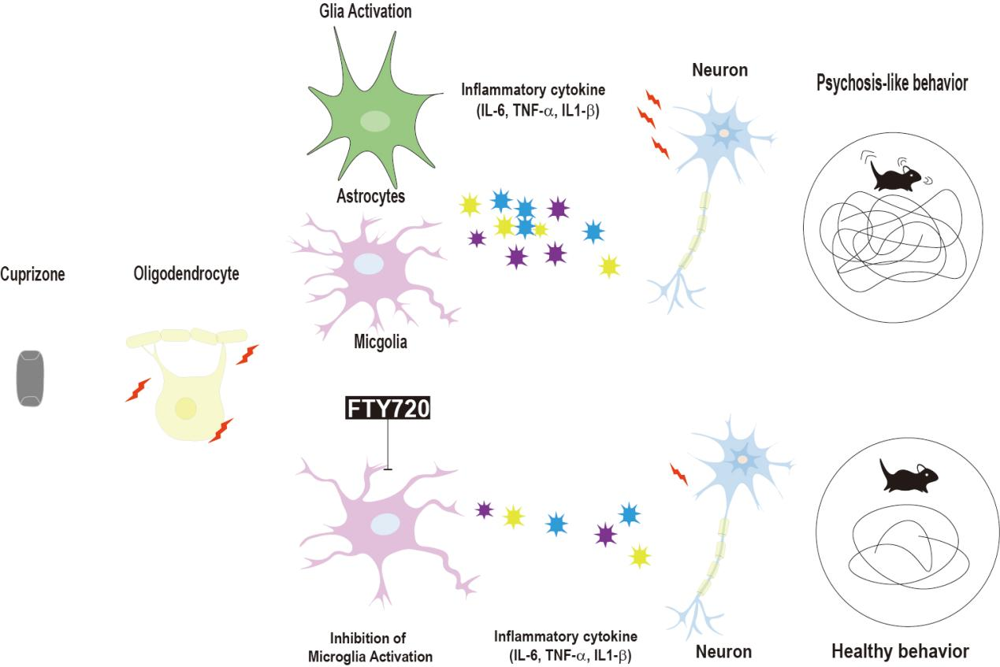 Glia Activation
Inflammatory cytokine
(IL-6, TNF-α, IL1-β)
Neuron
Psychosis-like behavior
Astrocytes
Cuprizone
Oligodendrocyte
Micgolia
FTY720
Inhibition of
Microglia Activation
Inflammatory cytokine
(IL-6, TNF-α, IL1-β)
Neuron
Healthy behavior